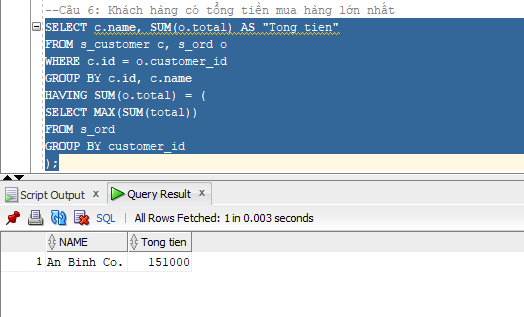 --Câu 6: Khách hàng có tổng tiền mua hàng lớn nhất
SELECT c.name, SUM(o.total) AS "Tong tien"
FROM s_customer c, s_ord o
WHERE c.id = o.customer_id
GROUP BY c.id, c.name
HAVING SUM(o.total) = (
SELECT MAX(SUM(total))
FROM s_ord
GROUP BY customer_id
);
Script Output x Query Result x
SQL | All Rows Fetched: 1 in 0.003 seconds
NAME Tong tien
1 An Binh Co. 151000